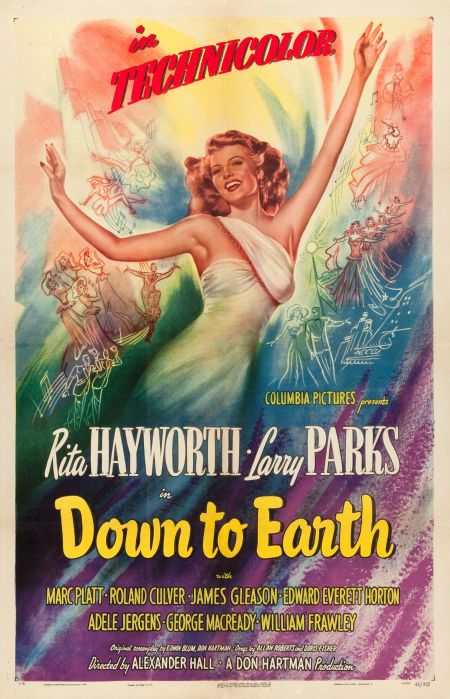 in
TECHNICOLOR
COLUMBIA PICTURES presents
Rita HAYWORTH · Larry PARKS
in
Down to Earth
with
MARC PLATT · ROLAND CULVER · JAMES GLEASON · EDWARD EVERETT HORTON
ADELE JERGENS · GEORGE MACREADY · WILLIAM FRAWLEY
Original screenplay by EDWIN BLUM, DON HARTMAN · Songs by ALLAN ROBERTS and DORIS FISHER
Directed by ALEXANDER HALL · A DON HARTMAN Production